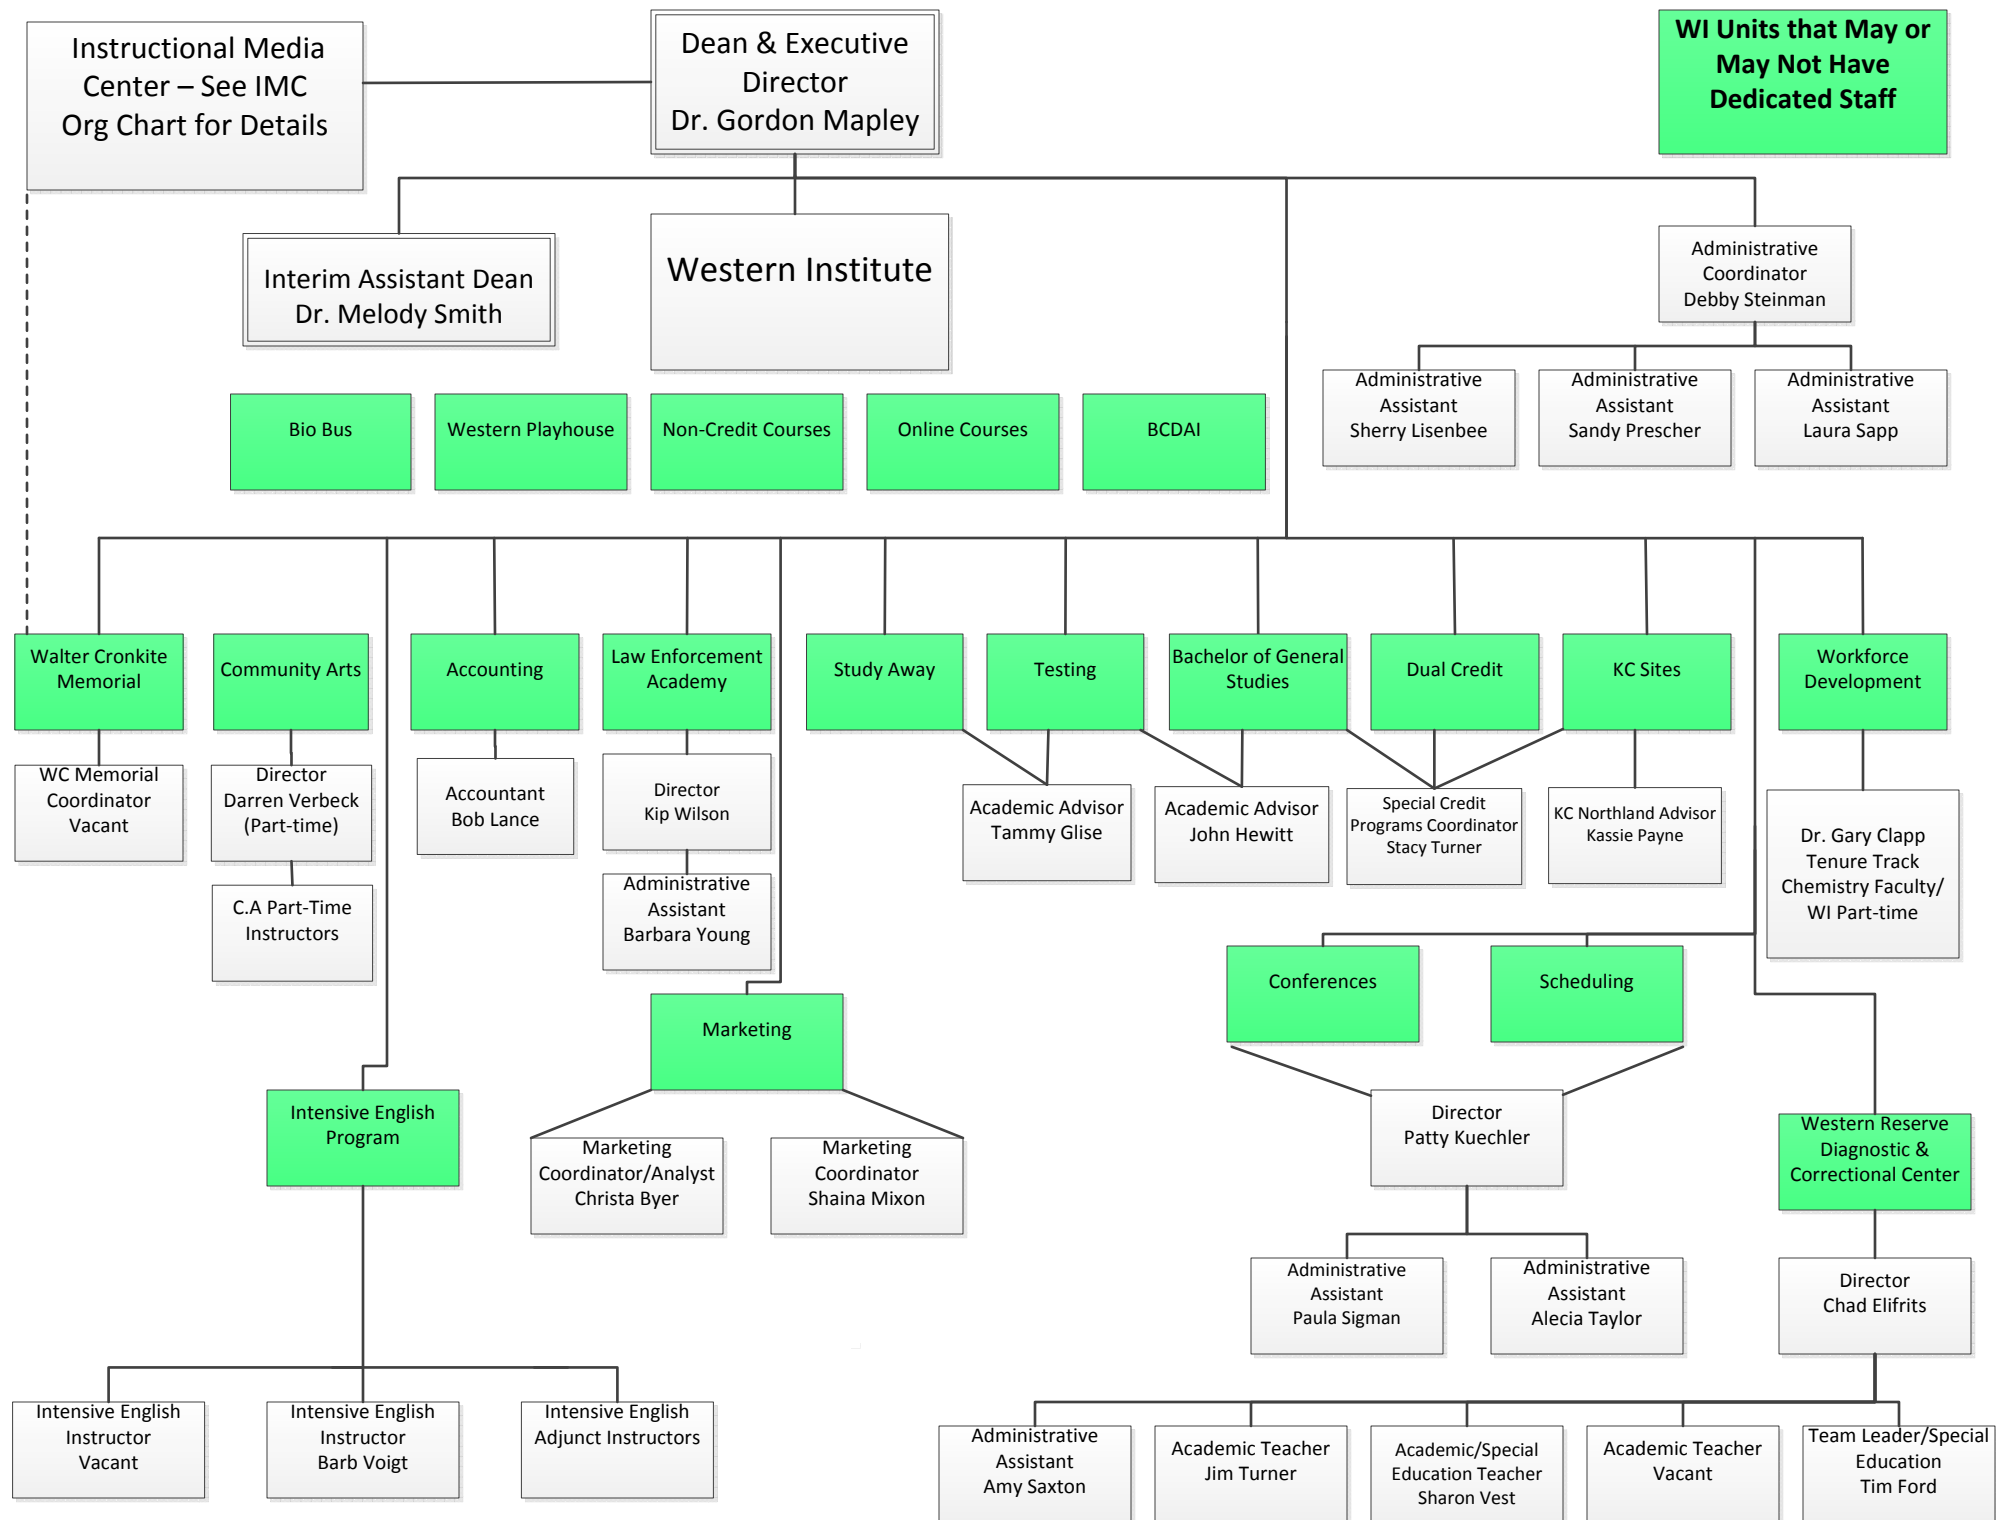 Instructional Media
Center – See IMC
Org Chart for Details
Dean & Executive
Director
Dr. Gordon Mapley
WI Units that May or
May Not Have
Dedicated Staff
Interim Assistant Dean
Dr. Melody Smith
Western Institute
Administrative
Coordinator
Debby Steinman
Administrative
Assistant
Sherry Lisenbee
Administrative
Assistant
Sandy Prescher
Administrative
Assistant
Laura Sapp
Bio Bus
Western Playhouse
Non-Credit Courses
Online Courses
BCDAI
Walter Cronkite
Memorial
Community Arts
Accounting
Law Enforcement
Academy
Study Away
Testing
Bachelor of General
Studies
Dual Credit
KC Sites
Workforce
Development
WC Memorial
Coordinator
Vacant
Director
Darren Verbeck
(Part-time)
Accountant
Bob Lance
Director
Kip Wilson
Academic Advisor
Tammy Glise
Academic Advisor
John Hewitt
Special Credit
Programs Coordinator
Stacy Turner
KC Northland Advisor
Kassie Payne
Dr. Gary Clapp
Tenure Track
Chemistry Faculty/
WI Part-time
C.A Part-Time
Instructors
Administrative
Assistant
Barbara Young
Conferences
Scheduling
Marketing
Intensive English
Program
Marketing
Coordinator/Analyst
Christa Byer
Marketing
Coordinator
Shaina Mixon
Director
Patty Kuechler
Western Reserve
Diagnostic &
Correctional Center
Administrative
Assistant
Paula Sigman
Administrative
Assistant
Alecia Taylor
Director
Chad Elifrits
Intensive English
Instructor
Vacant
Intensive English
Instructor
Barb Voigt
Intensive English
Adjunct Instructors
Administrative
Assistant
Amy Saxton
Academic Teacher
Jim Turner
Academic/Special
Education Teacher
Sharon Vest
Academic Teacher
Vacant
Team Leader/Special
Education
Tim Ford